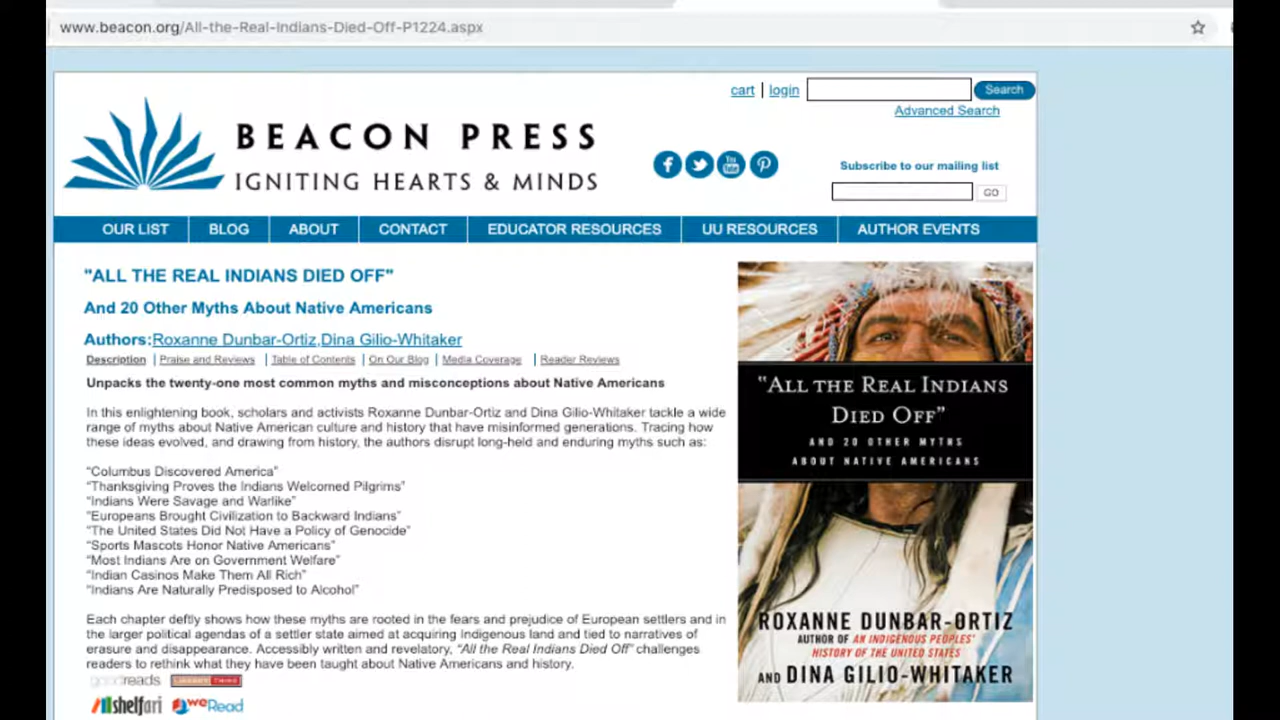 www.beacon.org/All-the-Real-Indians-Died-Off-P1224.aspx
cart | login
Search
Advanced Search
BEACON PRESS
IGNITING HEARTS & MINDS
Subscribe to our mailing list
GO
OUR LIST
BLOG
ABOUT
CONTACT
EDUCATOR RESOURCES
UU RESOURCES
AUTHOR EVENTS
"ALL THE REAL INDIANS DIED OFF"
And 20 Other Myths About Native Americans
Authors:Roxanne Dunbar-Ortiz,Dina Gilio-Whitaker
Description | Praise and Reviews | Table of Contents | On Our Blog | Media Coverage | Reader Reviews
Unpacks the twenty-one most common myths and misconceptions about Native Americans
In this enlightening book, scholars and activists Roxanne Dunbar-Ortiz and Dina Gilio-Whitaker tackle a wide
range of myths about Native American culture and history that have misinformed generations. Tracing how
these ideas evolved, and drawing from history, the authors disrupt long-held and enduring myths such as:
“Columbus Discovered America”
“Thanksgiving Proves the Indians Welcomed Pilgrims”
“Indians Were Savage and Warlike”
“Europeans Brought Civilization to Backward Indians”
“The United States Did Not Have a Policy of Genocide”
“Sports Mascots Honor Native Americans”
“Most Indians Are on Government Welfare”
“Indian Casinos Make Them All Rich”
“Indians Are Naturally Predisposed to Alcohol”
Each chapter deftly shows how these myths are rooted in the fears and prejudice of European settlers and in
the larger political agendas of a settler state aimed at acquiring Indigenous land and tied to narratives of
erasure and disappearance. Accessibly written and revelatory, “All the Real Indians Died Off” challenges
readers to rethink what they have been taught about Native Americans and history.
goodreads
shelfari
weRead
“ALL THE REAL INDIANS
DIED OFF”
AND 20 OTHER MYTHS
ABOUT NATIVE AMERICANS
ROXANNE DUNBAR-ORTIZ
AUTHOR OF AN INDIGENOUS PEOPLES'
HISTORY OF THE UNITED STATES
AND DINA GILIO-WHITAKER